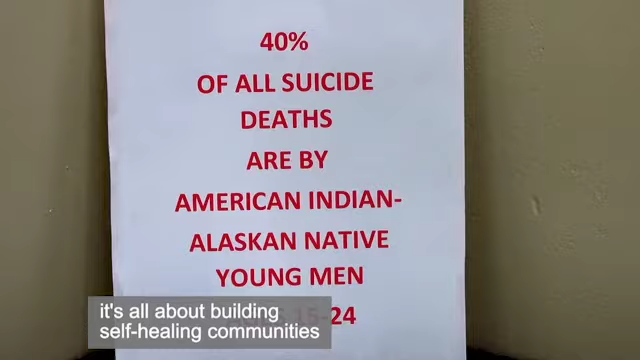 40%
OF ALL SUICIDE
DEATHS
ARE BY
AMERICAN INDIAN-
ALASKAN NATIVE
YOUNG MEN
15-24
it's all about building
self-healing communities